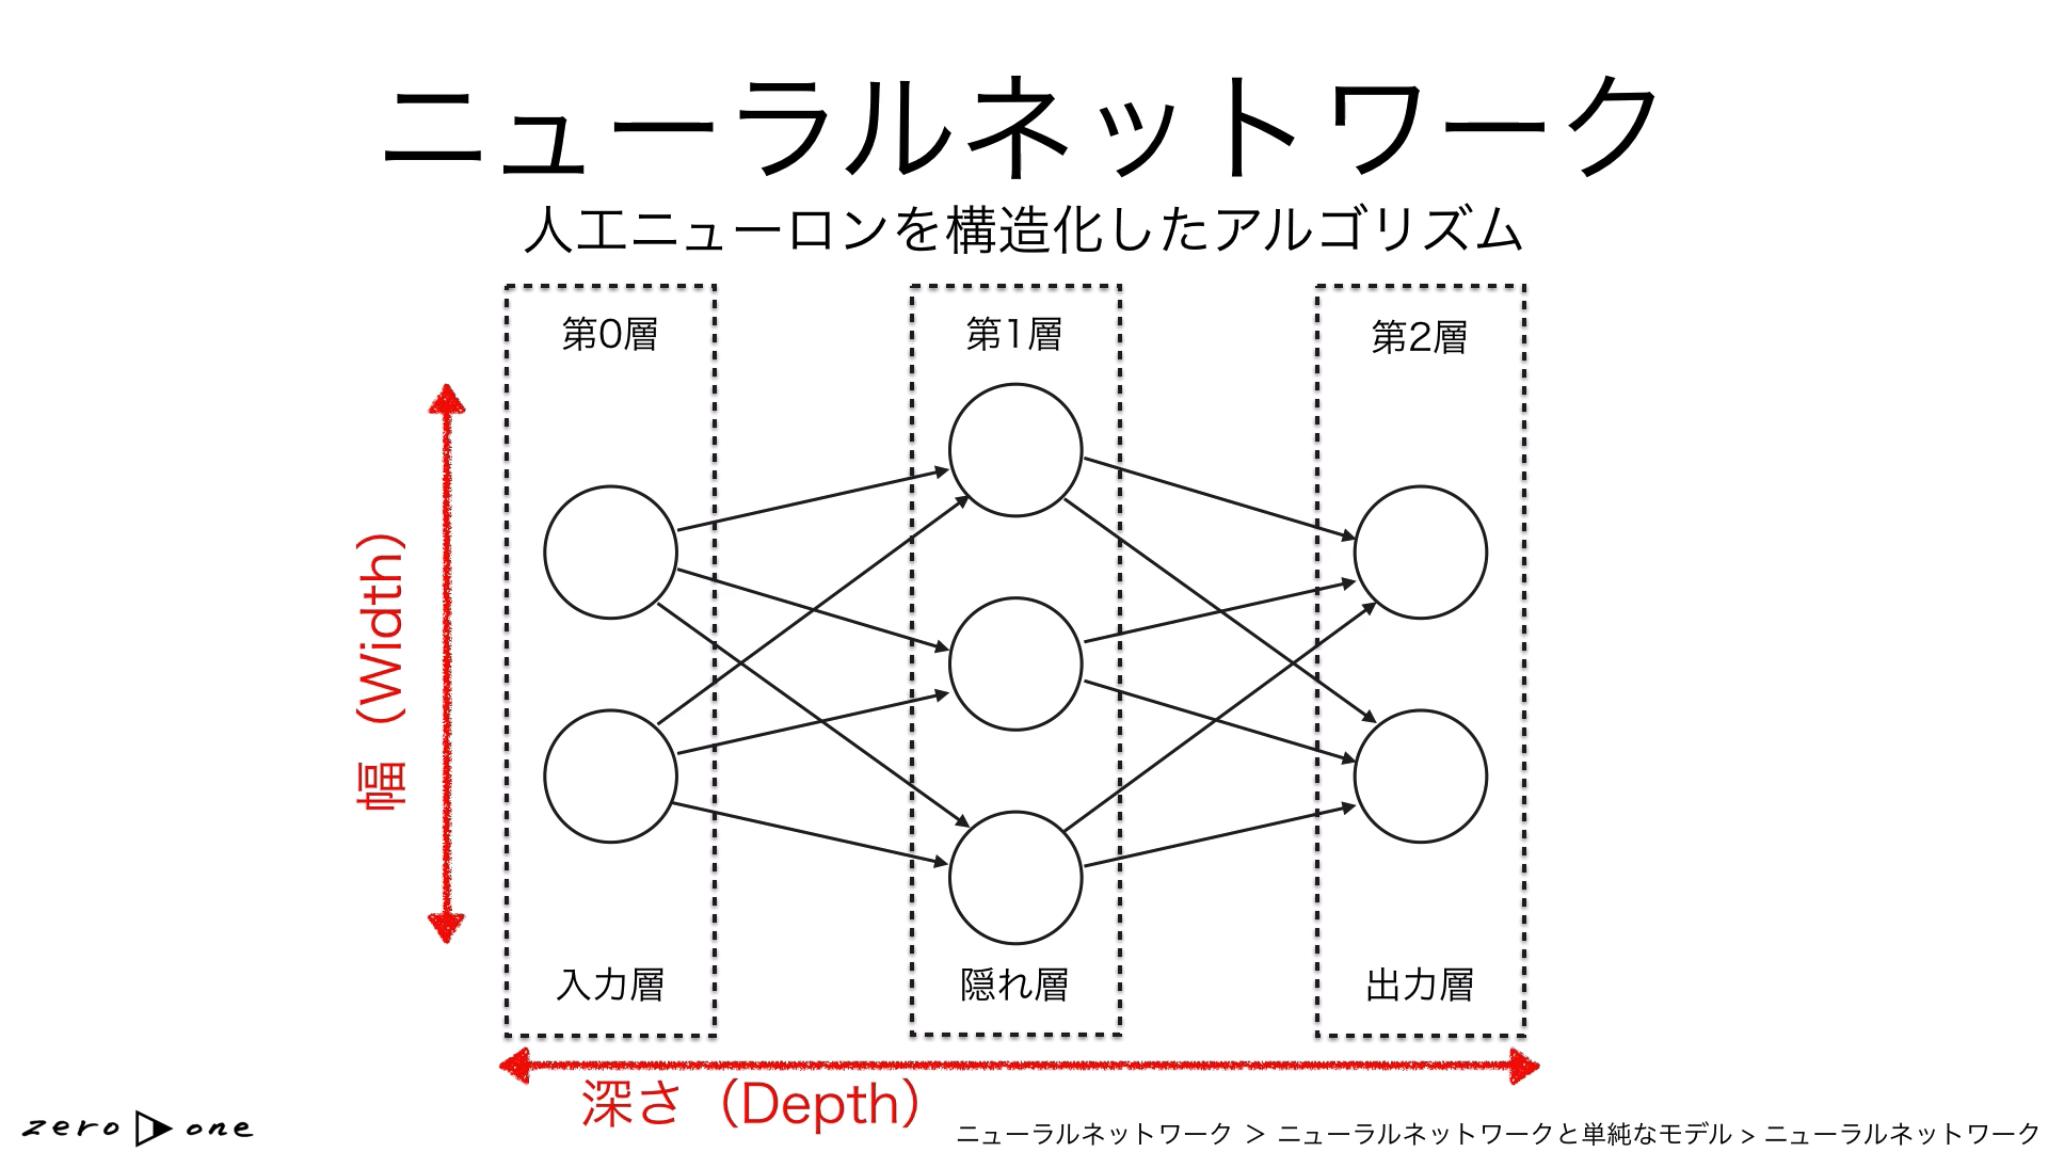 ニューラルネットワーク
人工ニューロンを構造化したアルゴリズム
第0層
第1層
第2層
幅（Width）
入力層
隠れ層
出力層
深さ（Depth）
zero one
ニューラルネットワーク ＞ ニューラルネットワークと単純なモデル > ニューラルネットワーク